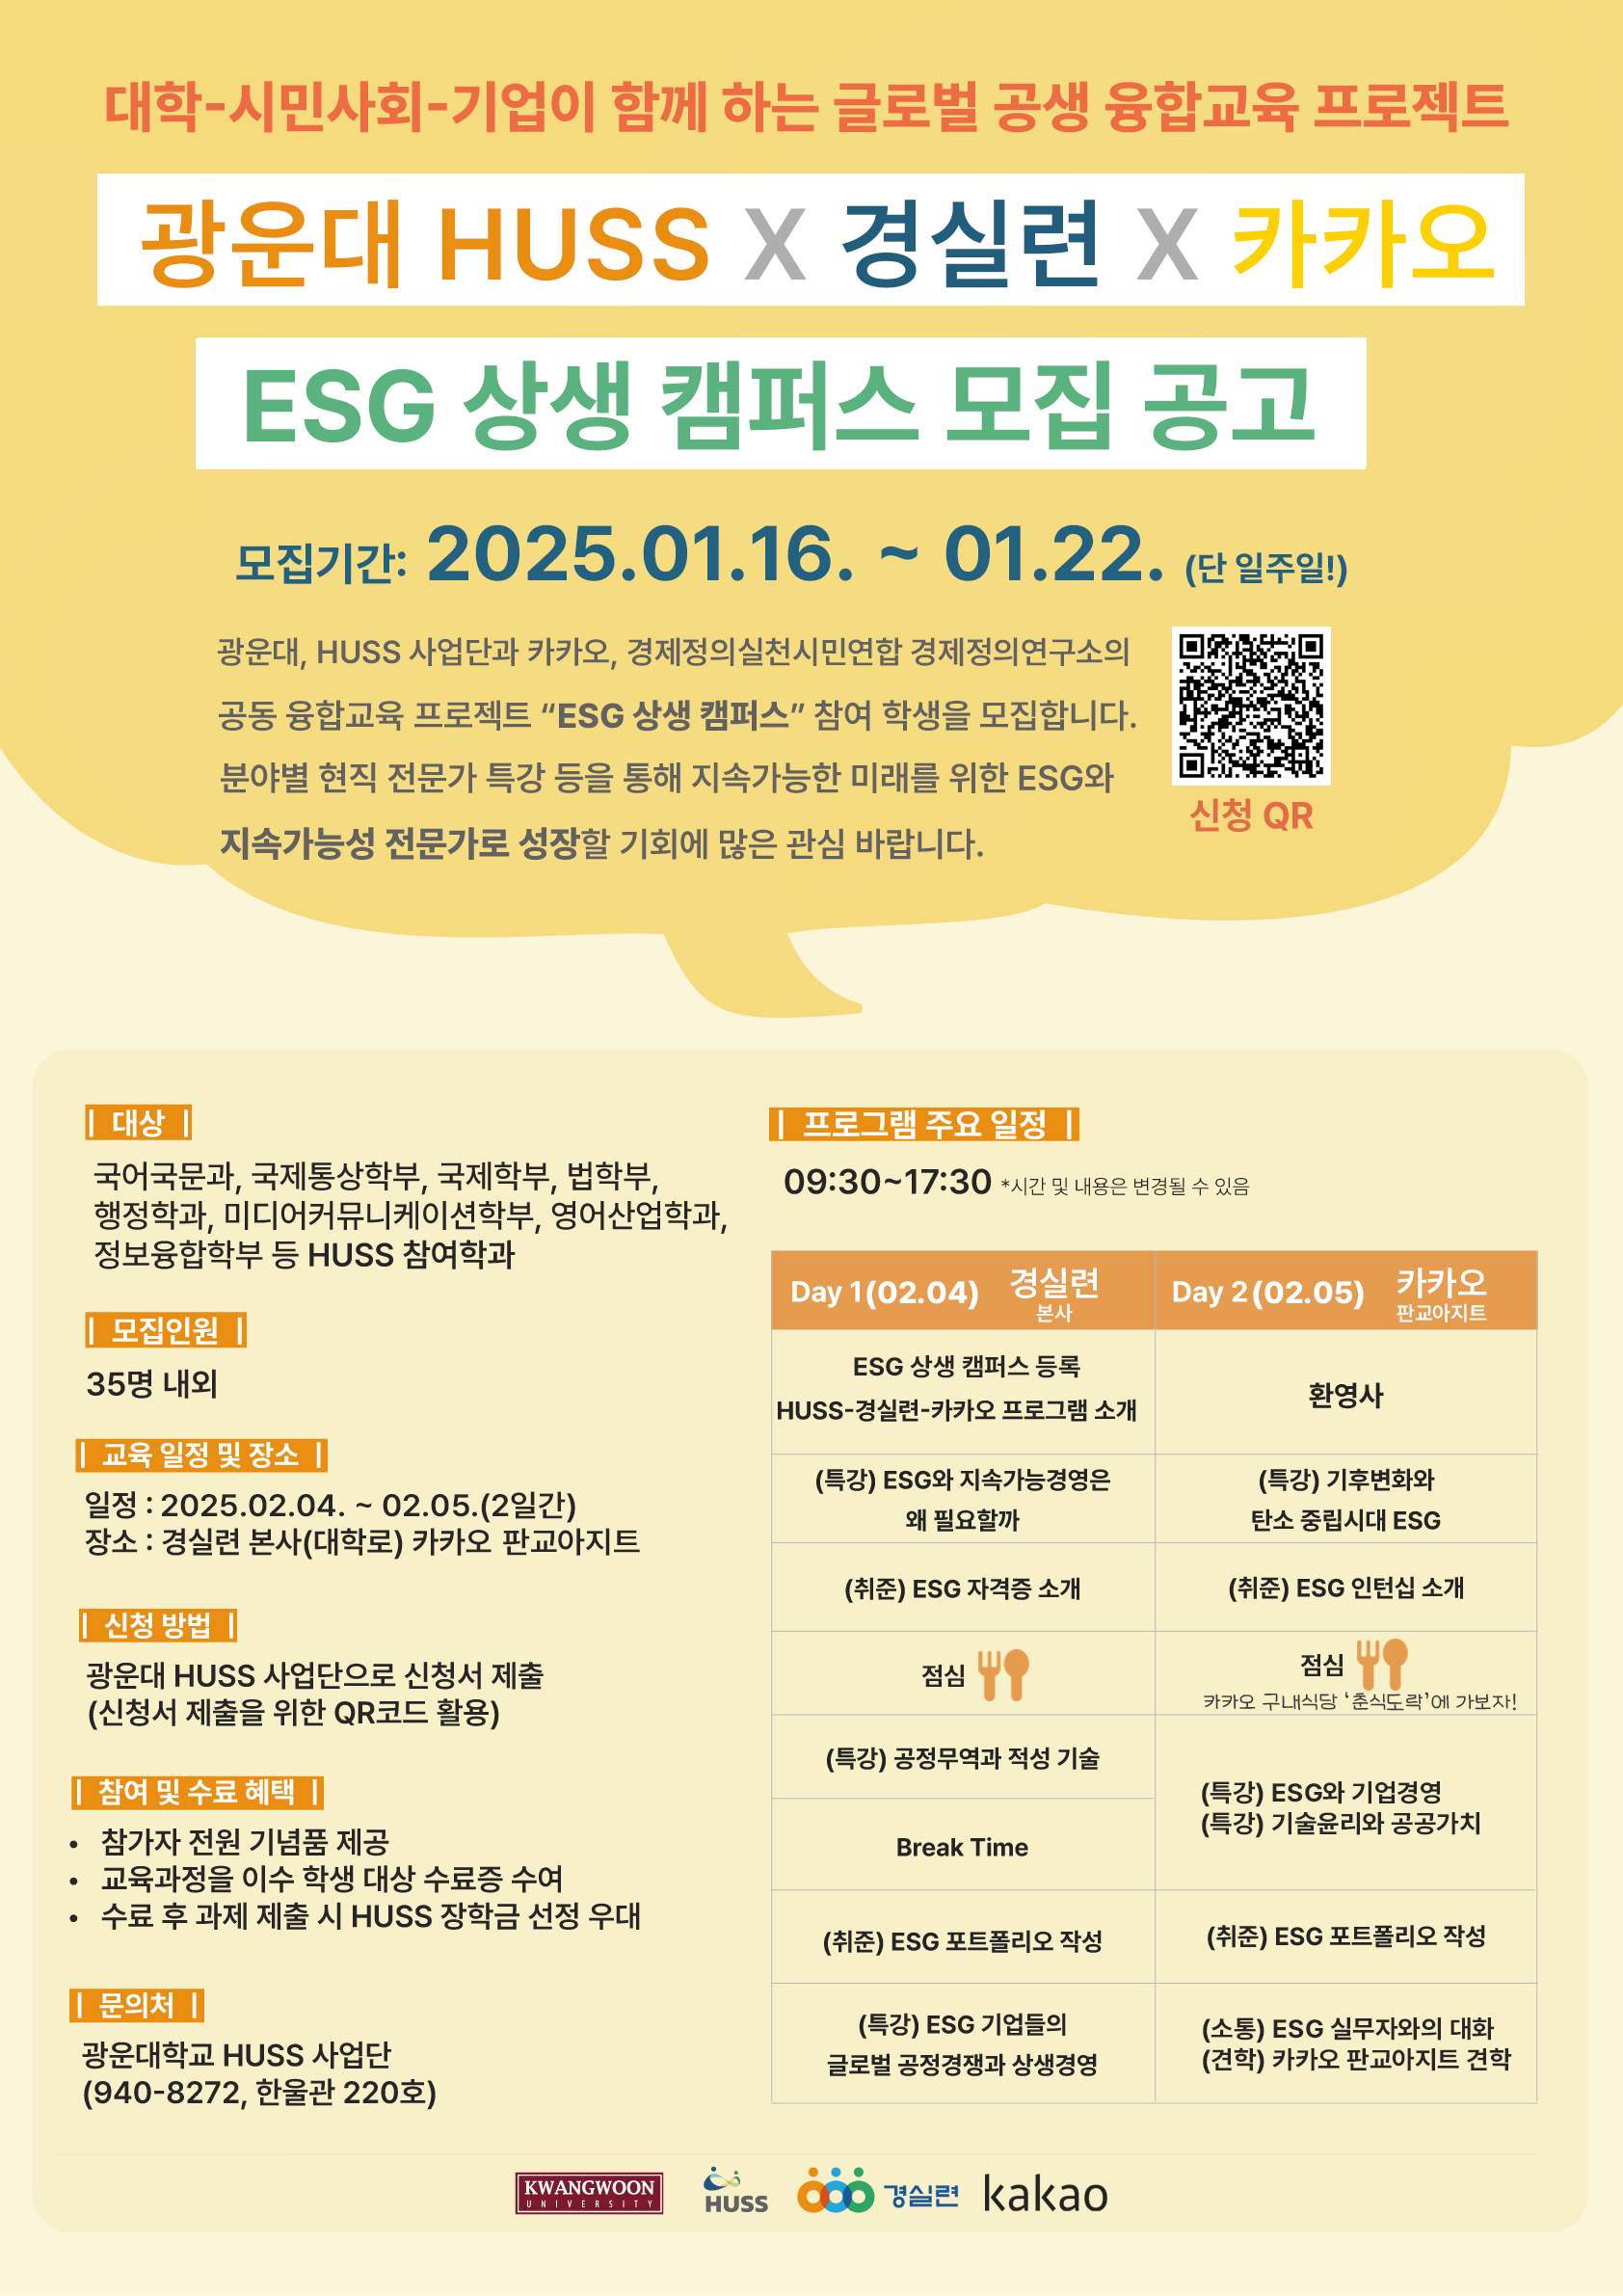 대학-시민사회-기업이 함께 하는 글로벌 공생 융합교육 프로젝트
광운대 HUSS X 경실련 X 카카오
ESG 상생 캠퍼스 모집 공고
모집기간: 2025.01.16. ~ 01.22. (단 일주일!)
광운대, HUSS 사업단과 카카오, 경제정의실천시민연합 경제정의연구소의
공동 융합교육 프로젝트 “ESG 상생 캠퍼스” 참여 학생을 모집합니다.
분야별 현직 전문가 특강 등을 통해 지속가능한 미래를 위한 ESG와
지속가능성 전문가로 성장할 기회에 많은 관심 바랍니다.
신청 QR
| 대상 |
국어국문과, 국제통상학부, 국제학부, 법학부,
행정학과, 미디어커뮤니케이션학부, 영어산업학과,
정보융합학부 등 HUSS 참여학과
| 모집인원 |
35명 내외
| 교육 일정 및 장소 |
일정 : 2025.02.04. ~ 02.05.(2일간)
장소 : 경실련 본사(대학로) 카카오 판교아지트
| 신청 방법 |
광운대 HUSS 사업단으로 신청서 제출
(신청서 제출을 위한 QR코드 활용)
| 참여 및 수료 혜택 |
• 참가자 전원 기념품 제공
• 교육과정을 이수 학생 대상 수료증 수여
• 수료 후 과제 제출 시 HUSS 장학금 선정 우대
| 문의처 |
광운대학교 HUSS 사업단
(940-8272, 한울관 220호)
| 프로그램 주요 일정 |
09:30~17:30 *시간 및 내용은 변경될 수 있음
Day 1(02.04) 경실련
본사
Day 2(02.05) 카카오
판교아지트
ESG 상생 캠퍼스 등록
HUSS-경실련-카카오 프로그램 소개
환영사
(특강) ESG와 지속가능경영은
왜 필요할까
(특강) 기후변화와
탄소 중립시대 ESG
(취준) ESG 자격증 소개
(취준) ESG 인턴십 소개
점심
점심
카카오 구내식당 ‘춘식도락’에 가보자!
(특강) 공정무역과 적성 기술
Break Time
(특강) ESG와 기업경영
(특강) 기술윤리와 공공가치
(취준) ESG 포트폴리오 작성
(취준) ESG 포트폴리오 작성
(특강) ESG 기업들의
글로벌 공정경쟁과 상생경영
(소통) ESG 실무자와의 대화
(견학) 카카오 판교아지트 견학
KWANGWOON
UNIVERSITY
HUSS
경실련
kakao